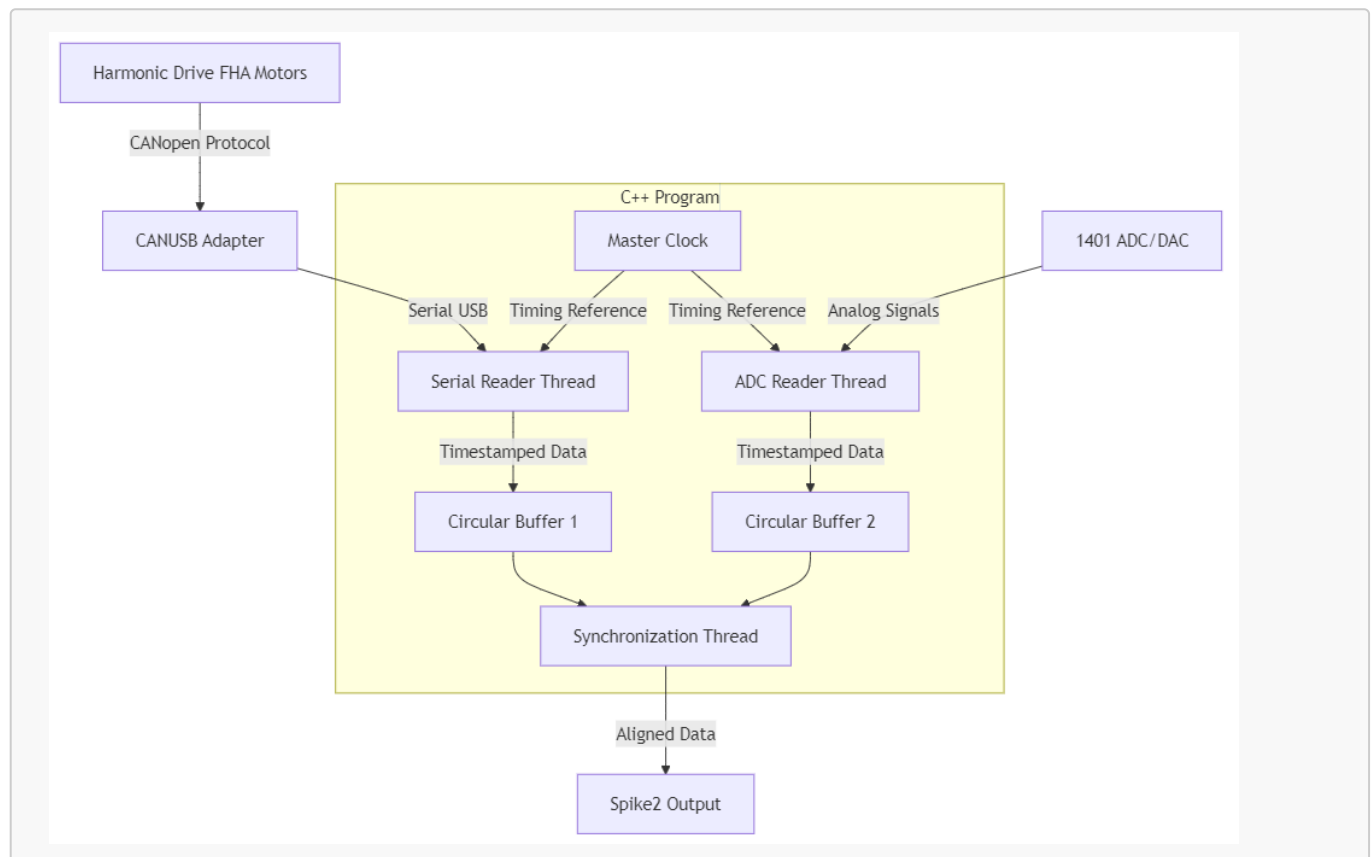 Harmonic Drive FHA Motors
CANopen Protocol
C++ Program
CANUSB Adapter
Master Clock
1401 ADC/DAC
Serial USB
Timing Reference
Timing Reference
Analog Signals
Serial Reader Thread
ADC Reader Thread
Timestamped Data
Timestamped Data
Circular Buffer 1
Circular Buffer 2
Synchronization Thread
Aligned Data
Spike2 Output